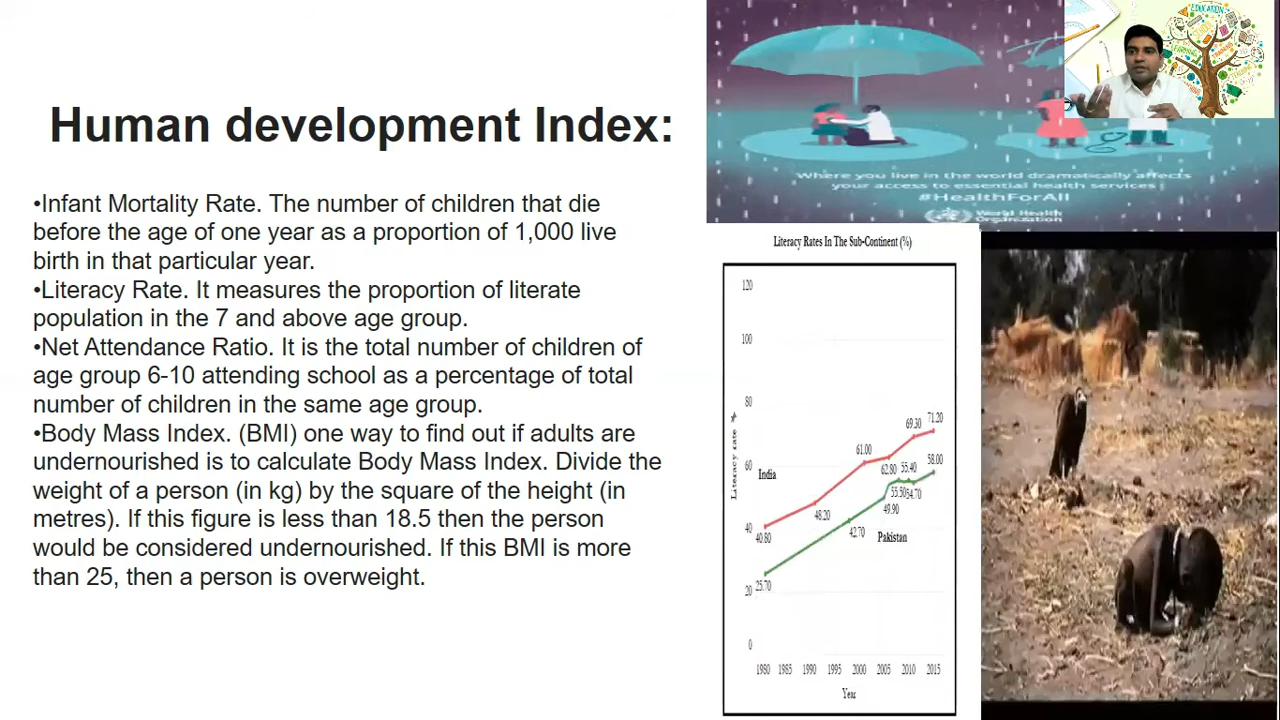 Human development Index:
•Infant Mortality Rate. The number of children that die
before the age of one year as a proportion of 1,000 live
birth in that particular year.
•Literacy Rate. It measures the proportion of literate
population in the 7 and above age group.
•Net Attendance Ratio. It is the total number of children of
age group 6-10 attending school as a percentage of total
number of children in the same age group.
•Body Mass Index. (BMI) one way to find out if adults are
undernourished is to calculate Body Mass Index. Divide the
weight of a person (in kg) by the square of the height (in
metres). If this figure is less than 18.5 then the person
would be considered undernourished. If this BMI is more
than 25, then a person is overweight.
Where you live in the world dramatically affects
your access to essential health services
#HealthForAll
World Health
Organization
EDUCATION
LEARNING
Literacy Rates In The Sub-Continent (%)
120
100
80
60
40
20
0
Literacy rate %
India
40.80
48.20
61.00
62.80
69.30
71.20
Pakistan
25.70
42.70
49.90
55.50
55.40
54.70
58.00
1980 1985 1990 1995 2000 2005 2010 2015
Year